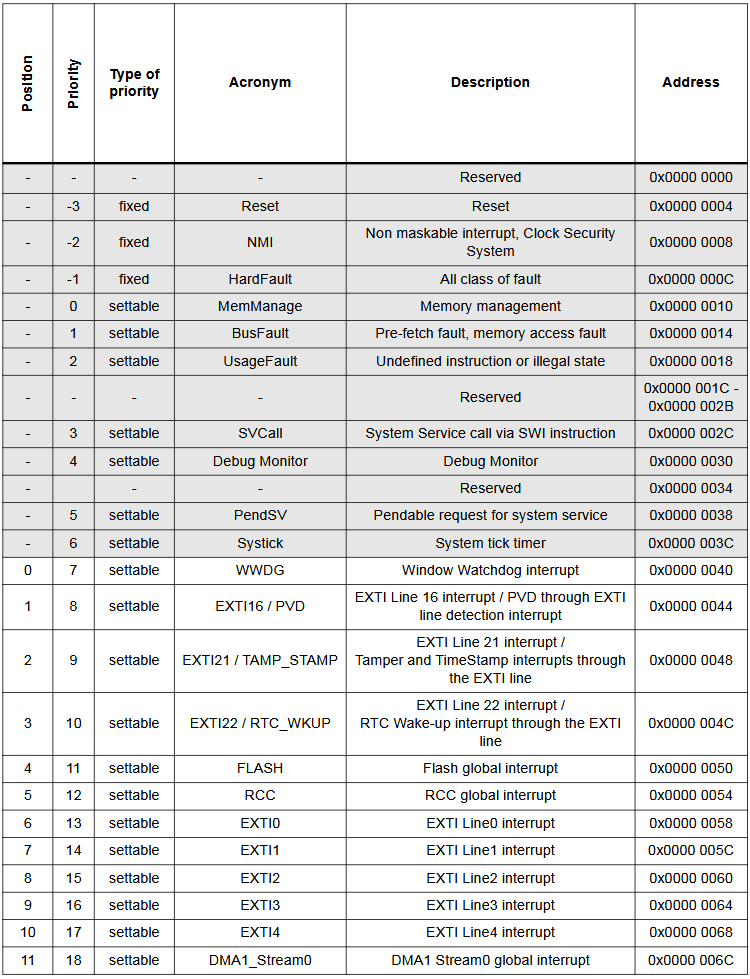 Position Priority Type of priority Acronym Description Address
- - - - Reserved 0x0000 0000
- -3 fixed Reset Reset 0x0000 0004
- -2 fixed NMI Non maskable interrupt, Clock Security System 0x0000 0008
- -1 fixed HardFault All class of fault 0x0000 000C
- 0 settable MemManage Memory management 0x0000 0010
- 1 settable BusFault Pre-fetch fault, memory access fault 0x0000 0014
- 2 settable UsageFault Undefined instruction or illegal state 0x0000 0018
- - - - Reserved 0x0000 001C - 0x0000 002B
- 3 settable SVCall System Service call via SWI instruction 0x0000 002C
- 4 settable Debug Monitor Debug Monitor 0x0000 0030
- - - Reserved 0x0000 0034
- 5 settable PendSV Pendable request for system service 0x0000 0038
- 6 settable Systick System tick timer 0x0000 003C
0 7 settable WWDG Window Watchdog interrupt 0x0000 0040
1 8 settable EXTI16 / PVD EXTI Line 16 interrupt / PVD through EXTI line detection interrupt 0x0000 0044
2 9 settable EXTI21 / TAMP_STAMP EXTI Line 21 interrupt / Tamper and TimeStamp interrupts through the EXTI line 0x0000 0048
3 10 settable EXTI22 / RTC_WKUP EXTI Line 22 interrupt / RTC Wake-up interrupt through the EXTI line 0x0000 004C
4 11 settable FLASH Flash global interrupt 0x0000 0050
5 12 settable RCC RCC global interrupt 0x0000 0054
6 13 settable EXTI0 EXTI Line0 interrupt 0x0000 0058
7 14 settable EXTI1 EXTI Line1 interrupt 0x0000 005C
8 15 settable EXTI2 EXTI Line2 interrupt 0x0000 0060
9 16 settable EXTI3 EXTI Line3 interrupt 0x0000 0064
10 17 settable EXTI4 EXTI Line4 interrupt 0x0000 0068
11 18 settable DMA1_Stream0 DMA1 Stream0 global interrupt 0x0000 006C